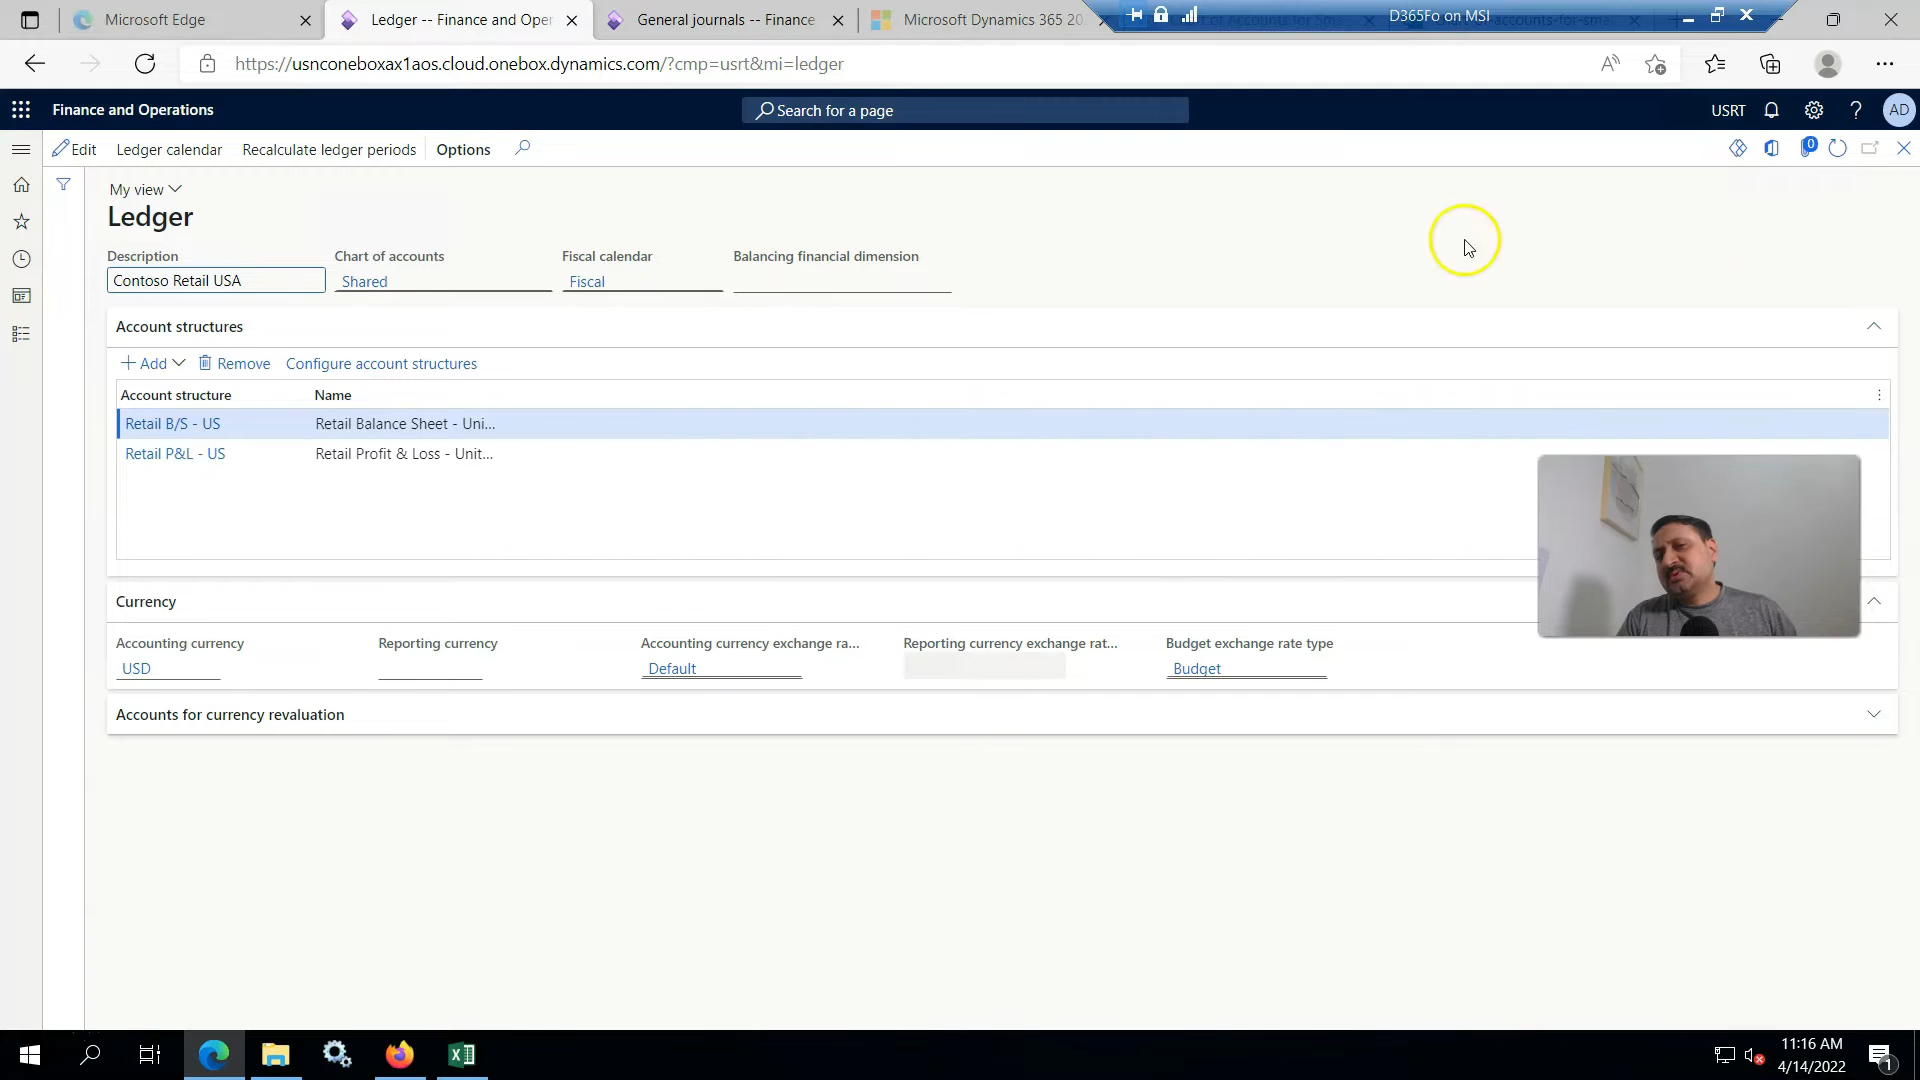 Microsoft Edge
Ledger -- Finance and Oper
General journals -- Finance
Microsoft Dynamics 365 20
D365Fo on MSI
https://usnconeboxax1aos.cloud.onebox.dynamics.com/?cmp=usrt&mi=ledger
Finance and Operations
Search for a page
USRT
?
AD
Edit
Ledger calendar
Recalculate ledger periods
Options
0
My view
Ledger
Description
Chart of accounts
Fiscal calendar
Balancing financial dimension
Contoso Retail USA
Shared
Fiscal
Account structures
Add
Remove
Configure account structures
Account structure
Name
Retail B/S - US
Retail Balance Sheet - Uni...
Retail P&L - US
Retail Profit & Loss - Unit...
Currency
Accounting currency
Reporting currency
Accounting currency exchange ra...
Reporting currency exchange rat...
Budget exchange rate type
USD
Default
Budget
Accounts for currency revaluation
11:16 AM
4/14/2022
1